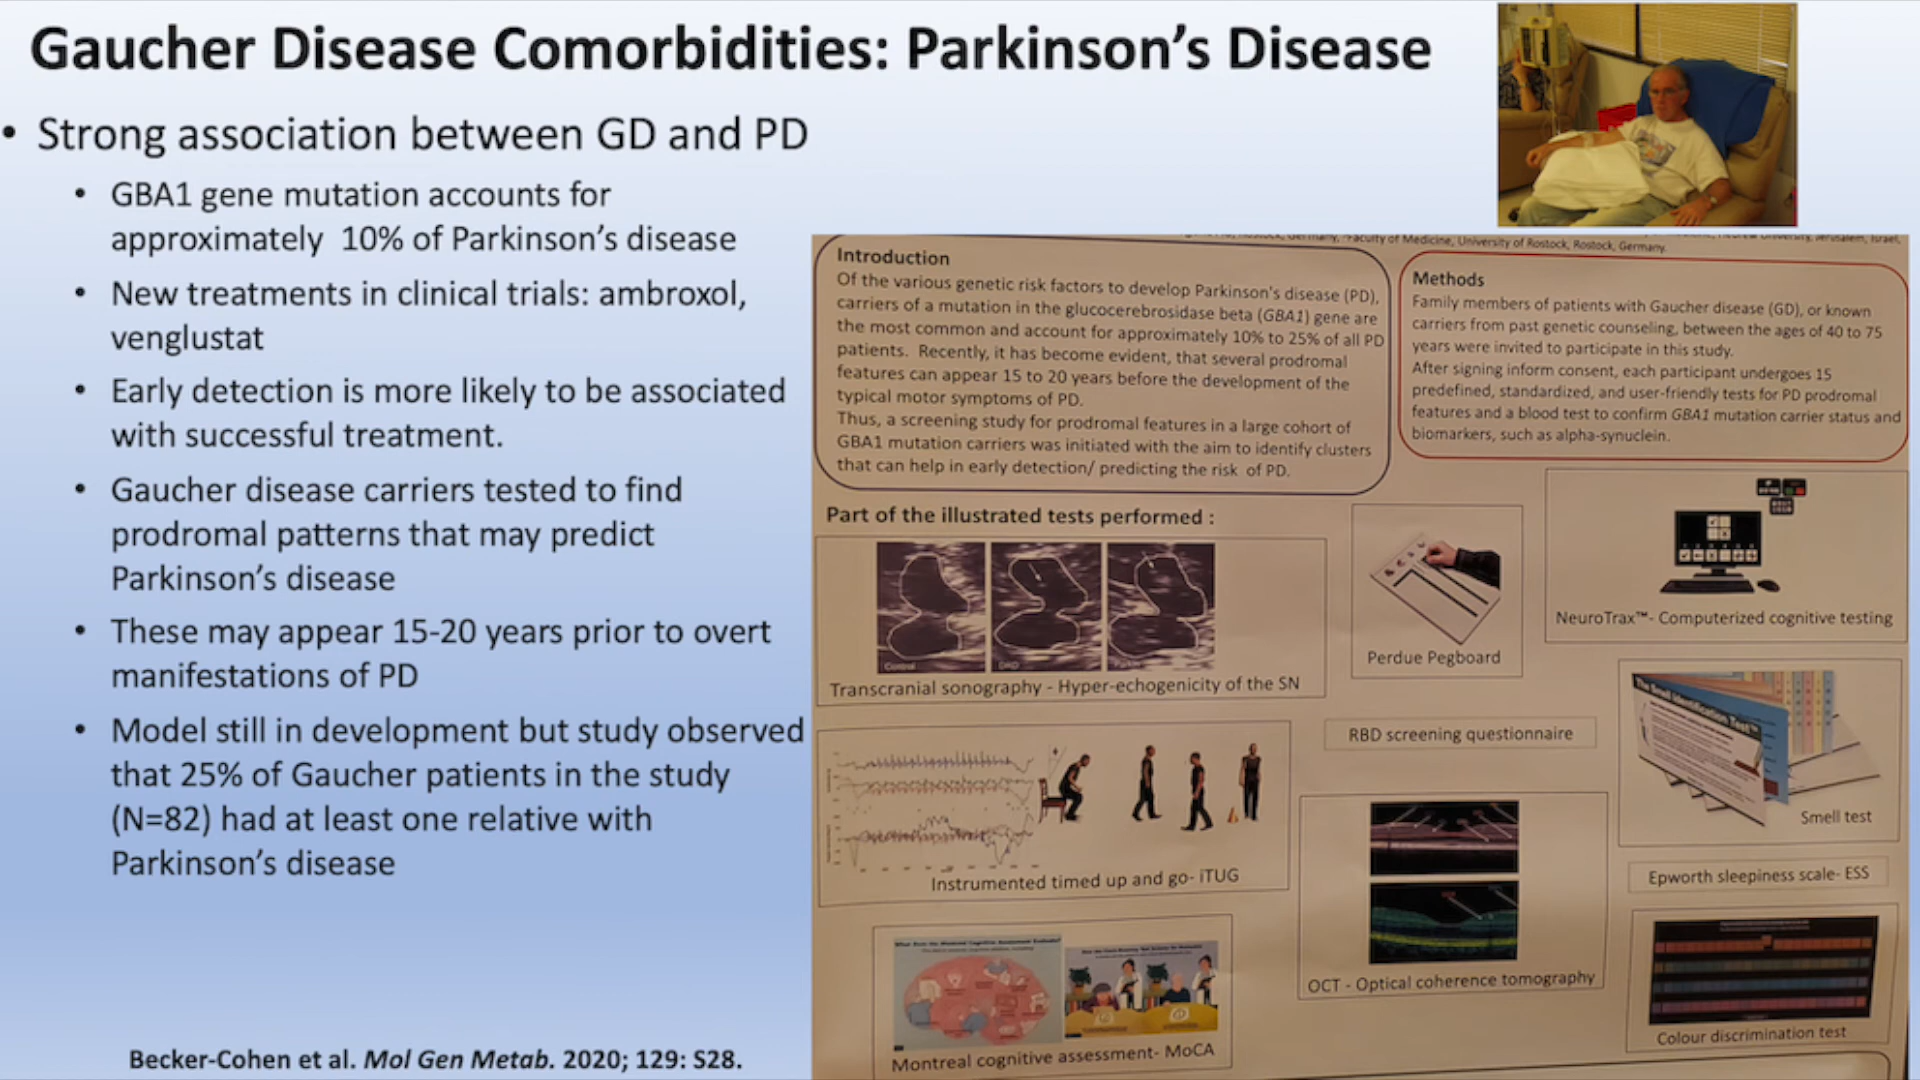 Gaucher Disease Comorbidities: Parkinson's Disease
• Strong association between GD and PD
• GBA1 gene mutation accounts for
approximately 10% of Parkinson's disease
• New treatments in clinical trials: ambroxol,
venglustat
• Early detection is more likely to be associated
with successful treatment.
• Gaucher disease carriers tested to find
prodromal patterns that may predict
Parkinson's disease
• These may appear 15-20 years prior to overt
manifestations of PD
• Model still in development but study observed
that 25% of Gaucher patients in the study
(N=82) had at least one relative with
Parkinson's disease
Becker-Cohen et al. Mol Gen Metab. 2020; 129: S28.
Faculty of Medicine, University of Rostock, Rostock, Germany.
Introduction
Of the various genetic risk factors to develop Parkinson's disease (PD),
carriers of a mutation in the glucocerebrosidase beta (GBA1) gene are
the most common and account for approximately 10% to 25% of all PD
patients. Recently, it has become evident, that several prodromal
features can appear 15 to 20 years before the development of the
typical motor symptoms of PD.
Thus, a screening study for prodromal features in a large cohort of
GBA1 mutation carriers was initiated with the aim to identify clusters
that can help in early detection/ predicting the risk of PD.
Methods
Family members of patients with Gaucher disease (GD), or known
carriers from past genetic counseling, between the ages of 40 to 75
years were invited to participate in this study.
After signing inform consent, each participant undergoes 15
predefined, standardized, and user-friendly tests for PD prodromal
features and a blood test to confirm GBA1 mutation carrier status and
biomarkers, such as alpha-synuclein.
Part of the illustrated tests performed :
Control
Transcranial sonography - Hyper-echogenicity of the SN
Perdue Pegboard
NeuroTrax™- Computerized cognitive testing
RBD screening questionnaire
The Smell Identification Test™
Smell test
Instrumented timed up and go- iTUG
Epworth sleepiness scale- ESS
OCT - Optical coherence tomography
Montreal cognitive assessment- MoCA
Colour discrimination test